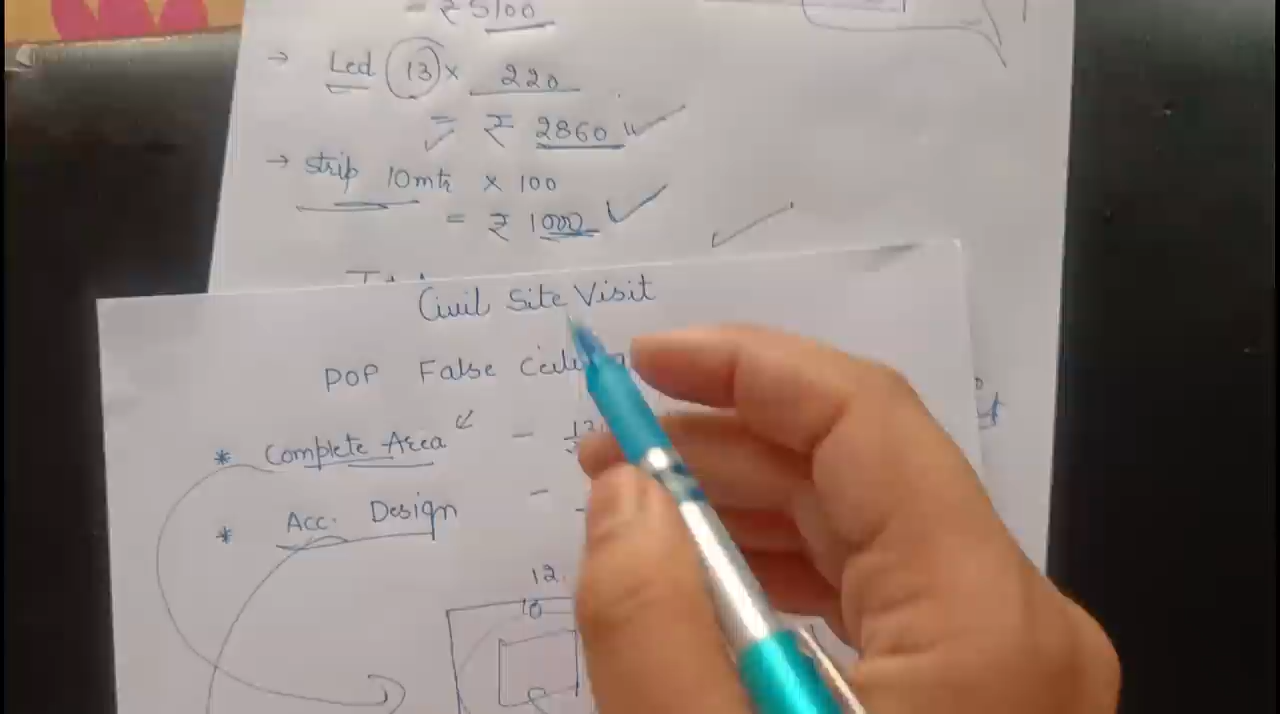 = ₹ 5100
→ Led 13 × 220
= ₹ 2860
→ Strip 10mtr × 100
= ₹ 1000
Civil Site Visit
POP False
* Complete Area -
* Acc. Design -
12.
10